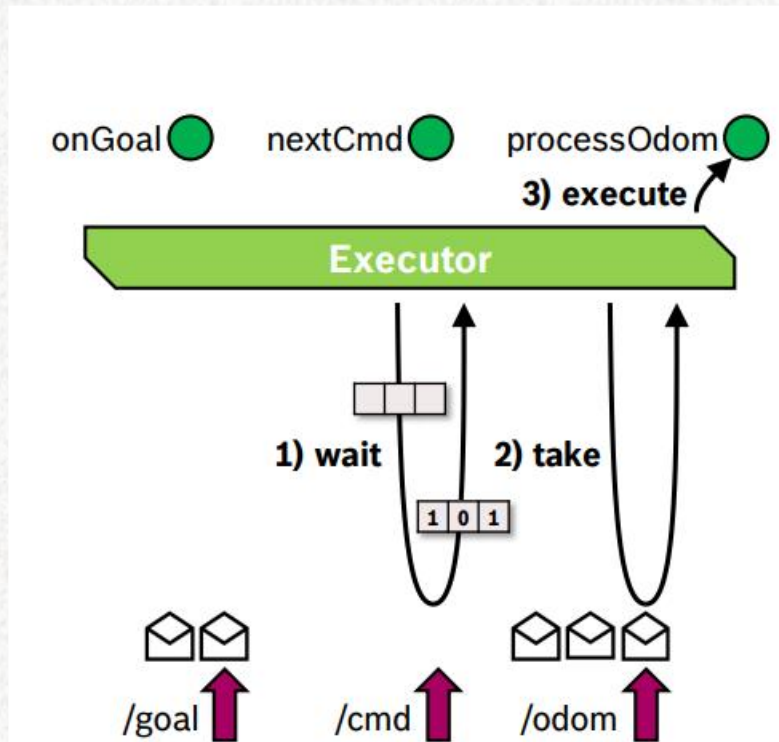 onGoal
nextCmd
processOdom
3) execute
Executor
1) wait
2) take
1 0 1
/goal
/cmd
/odom